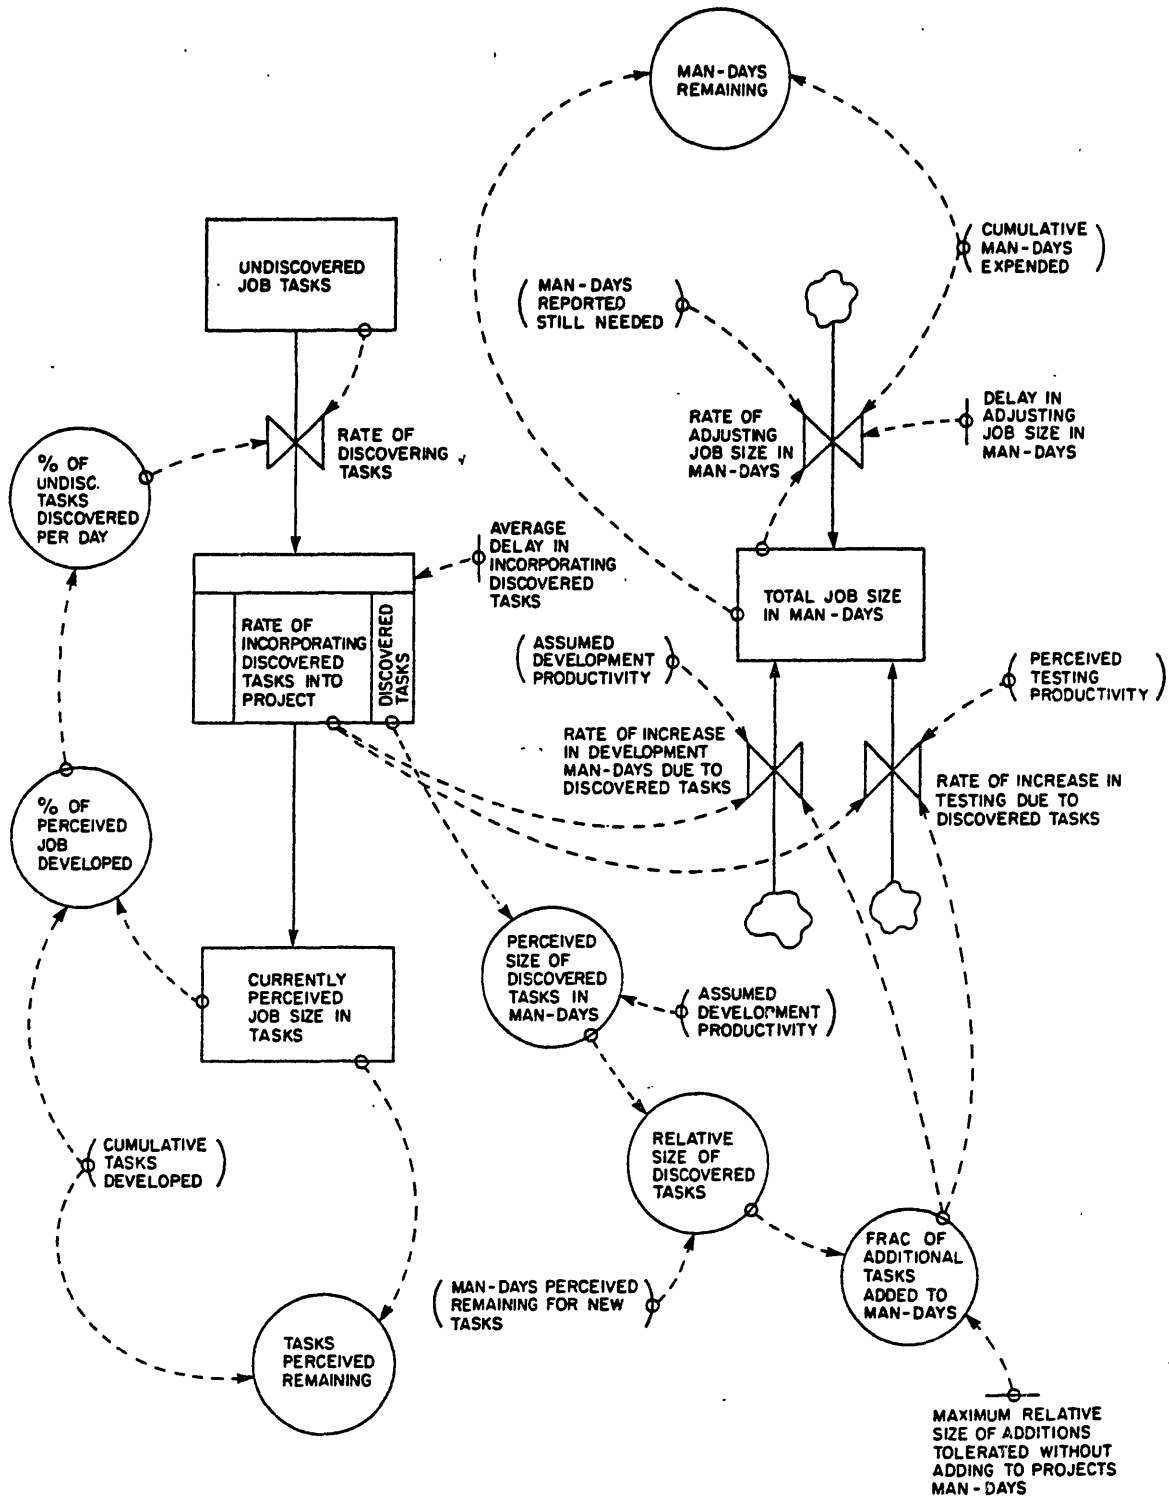 MAN-DAYS
REMAINING
(CUMULATIVE
MAN-DAYS
EXPENDED)
UNDISCOVERED
JOB TASKS
(MAN-DAYS
REPORTED
STILL NEEDED)
DELAY IN
ADJUSTING
JOB SIZE IN
MAN-DAYS
RATE OF
ADJUSTING
JOB SIZE IN
MAN-DAYS
RATE OF
DISCOVERING
TASKS
% OF
UNDISC.
TASKS
DISCOVERED
PER DAY
AVERAGE
DELAY IN
INCORPORATING
DISCOVERED
TASKS
TOTAL JOB SIZE
IN MAN-DAYS
RATE OF
INCORPORATING
DISCOVERED
TASKS INTO
PROJECT
DISCOVERED
TASKS
(ASSUMED
DEVELOPMENT
PRODUCTIVITY)
(PERCEIVED
TESTING
PRODUCTIVITY)
RATE OF INCREASE
IN DEVELOPMENT
MAN-DAYS DUE TO
DISCOVERED TASKS
RATE OF INCREASE IN
TESTING DUE TO
DISCOVERED TASKS
% OF
PERCEIVED
JOB
DEVELOPED
PERCEIVED
SIZE OF
DISCOVERED
TASKS IN
MAN-DAYS
CURRENTLY
PERCEIVED
JOB SIZE IN
TASKS
(ASSUMED
DEVELOPMENT
PRODUCTIVITY)
(CUMULATIVE
TASKS
DEVELOPED)
RELATIVE
SIZE OF
DISCOVERED
TASKS
FRAC OF
ADDITIONAL
TASKS
ADDED TO
MAN-DAYS
(MAN-DAYS PERCEIVED
REMAINING FOR NEW
TASKS)
TASKS
PERCEIVED
REMAINING
MAXIMUM RELATIVE
SIZE OF ADDITIONS
TOLERATED WITHOUT
ADDING TO PROJECTS
MAN-DAYS